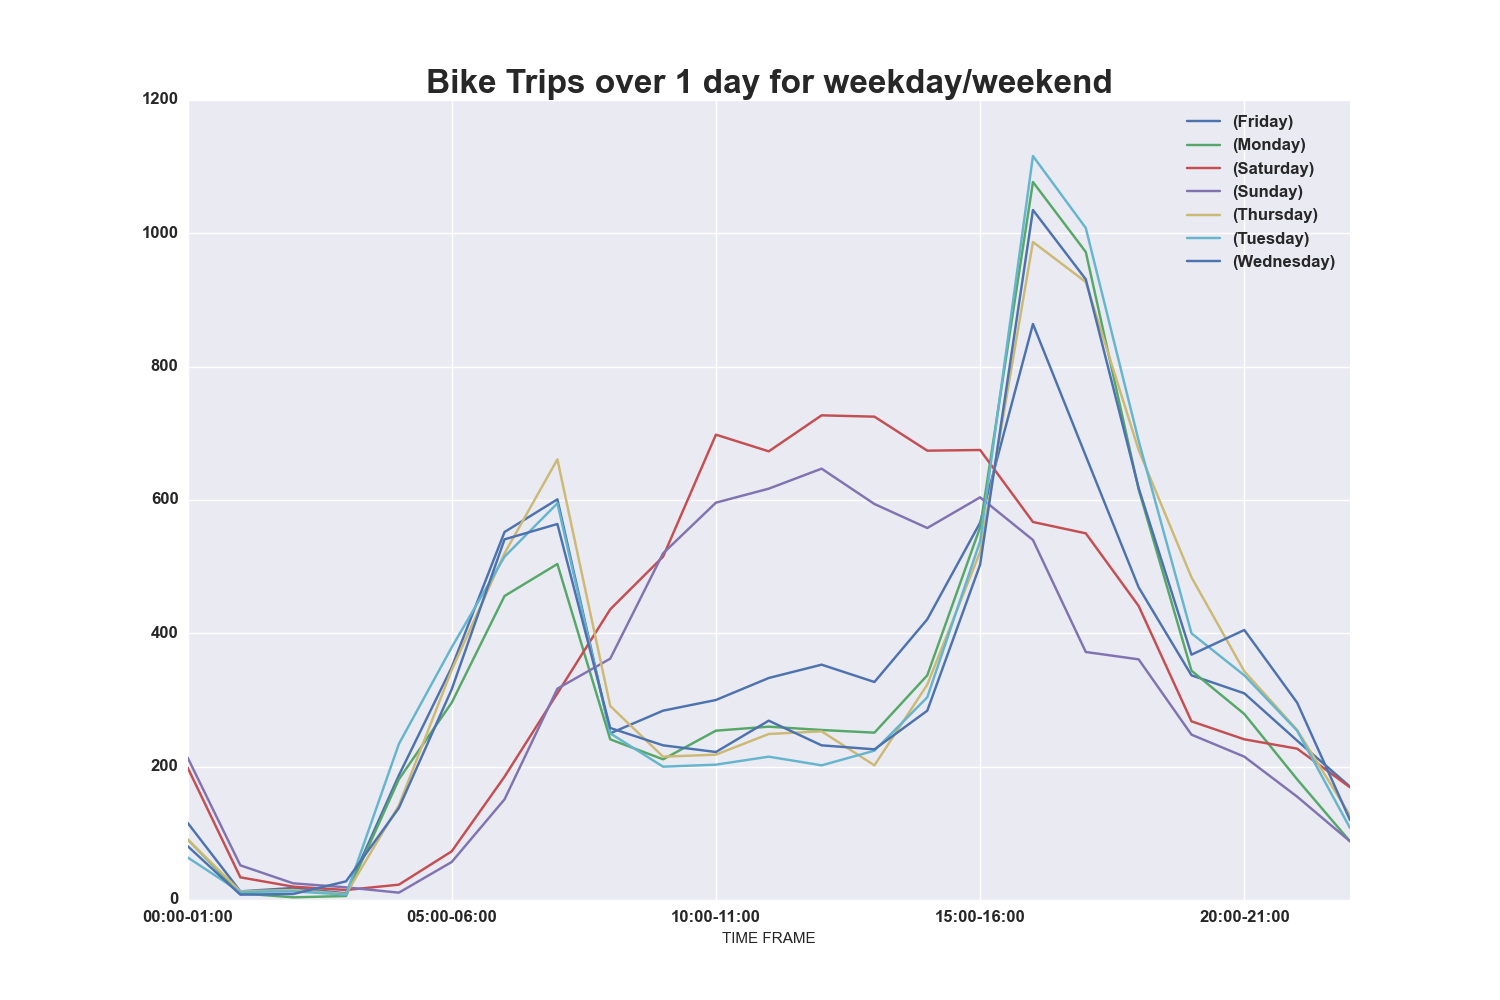 Bike Trips over 1 day for weekday/weekend
1200
1000
800
600
400
200
0
(Friday)
(Monday)
(Saturday)
(Sunday)
(Thursday)
(Tuesday)
(Wednesday)
00:00-01:00 05:00-06:00 10:00-11:00 15:00-16:00 20:00-21:00
TIME FRAME